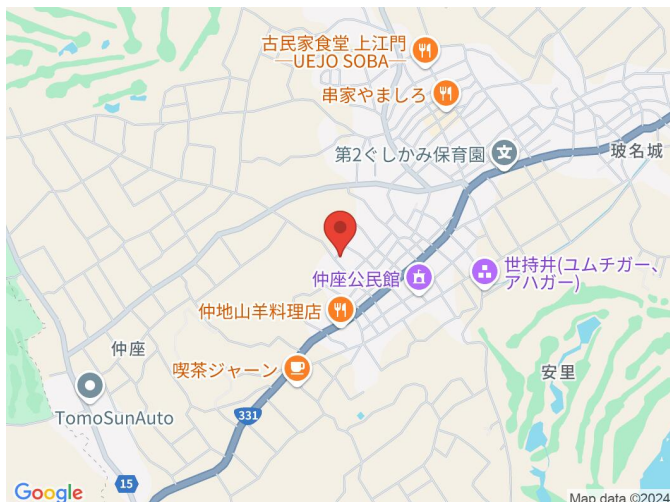 古民家食堂 上江門
—UEJO SOBA—
串家やましろ
第2ぐしかみ保育園
玻名城
仲座公民館
世持井(ユムチガー、
アハガー)
仲地山羊料理店
仲座
喫茶ジャーン
安里
TomoSunAuto
331
15
Google
Map data ©2024